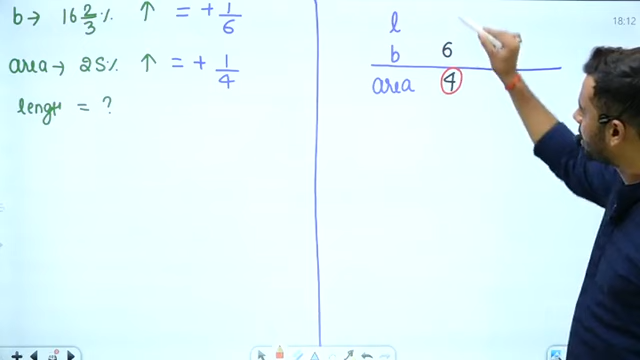 b → 16 2/3 % ↑ = + 1/6
area → 25 % ↑ = + 1/4
length = ?
l
b 6
area 4
18:12